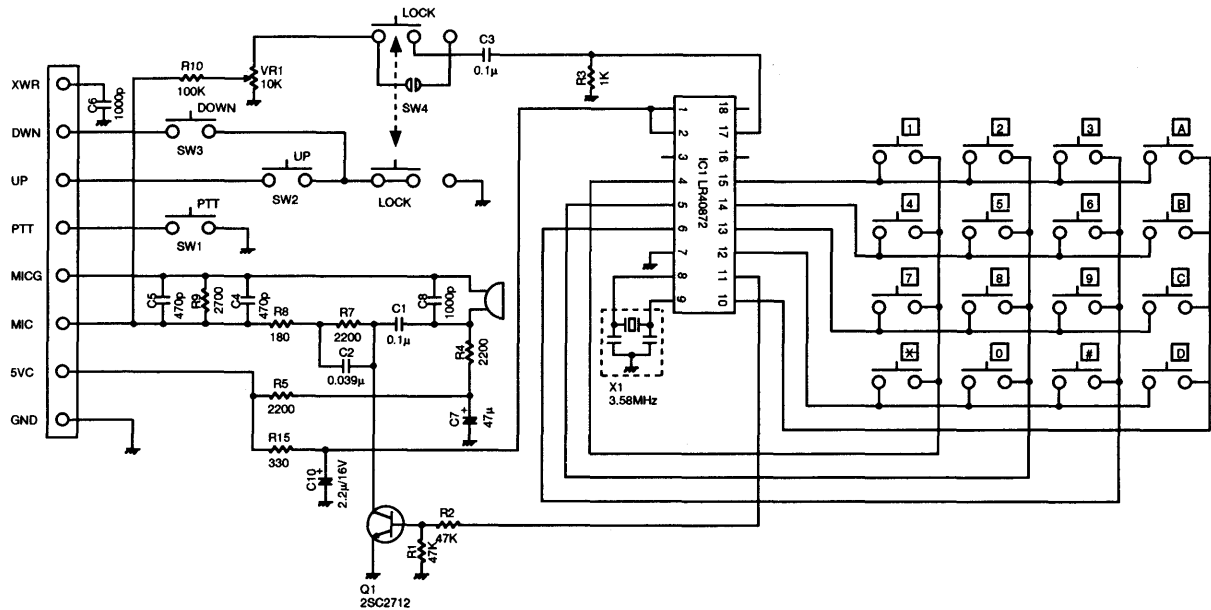 LOCK
C3
0.1µ
R3
1K
R10
100K
VR1
10K
SW4
XWR
C6
1000p
DWN
DOWN
SW3
UP
UP
SW2
LOCK
PTT
PTT
SW1
MICG
C5
470p
R9
2700
C4
470p
C8
1000p
MIC
R8
180
R7
2200
C1
0.1µ
C2
0.039µ
R4
2200
5VC
R5
2200
C7
+
47µ
GND
R15
330
C10
+
2.2µ/16V
R2
47K
R1
47K
Q1
2SC2712
1
2
3
4
5
6
7
8
9
18
17
16
15
14
13
12
11
10
IC1 LR40872
X1
3.58MHz
1
2
3
A
4
5
6
B
7
8
9
C
*
0
#
D